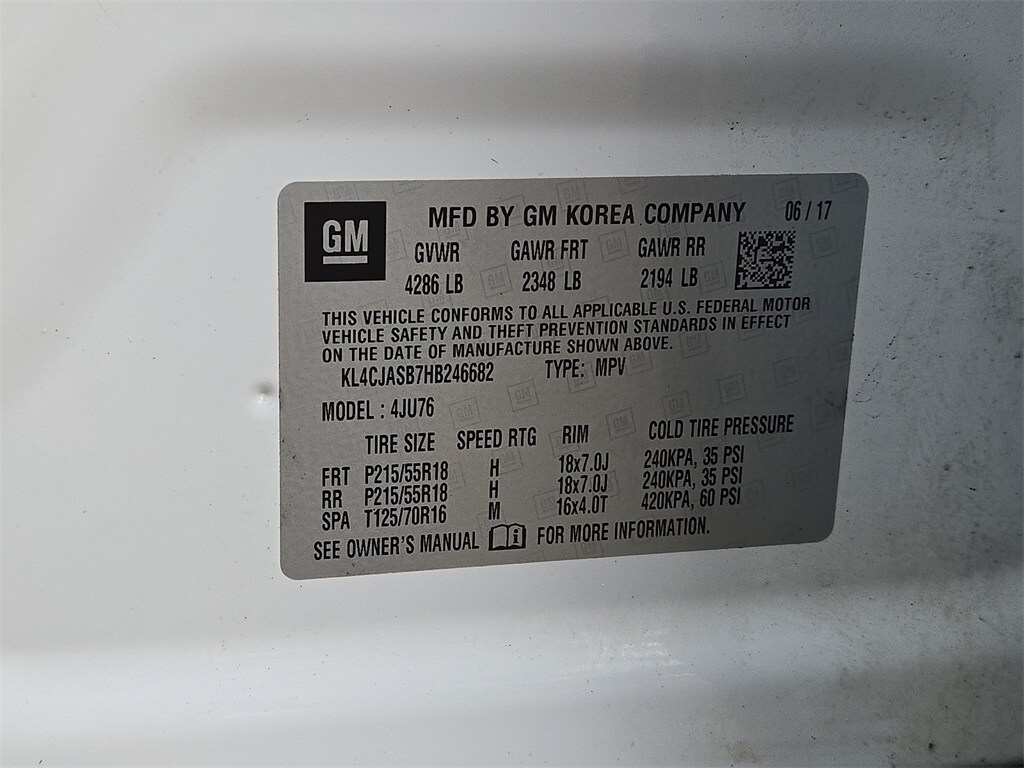 GM
MFD BY GM KOREA COMPANY 06/17
GVWR GAWR FRT GAWR RR
4286 LB 2348 LB 2194 LB
THIS VEHICLE CONFORMS TO ALL APPLICABLE U.S. FEDERAL MOTOR
VEHICLE SAFETY AND THEFT PREVENTION STANDARDS IN EFFECT
ON THE DATE OF MANUFACTURE SHOWN ABOVE.
KL4CJASB7HB246682 TYPE: MPV
MODEL : 4JU76
TIRE SIZE SPEED RTG RIM COLD TIRE PRESSURE
FRT P215/55R18 H 18x7.0J 240KPA, 35 PSI
RR P215/55R18 H 18x7.0J 240KPA, 35 PSI
SPA T125/70R16 M 16x4.0T 420KPA, 60 PSI
SEE OWNER'S MANUAL i FOR MORE INFORMATION.